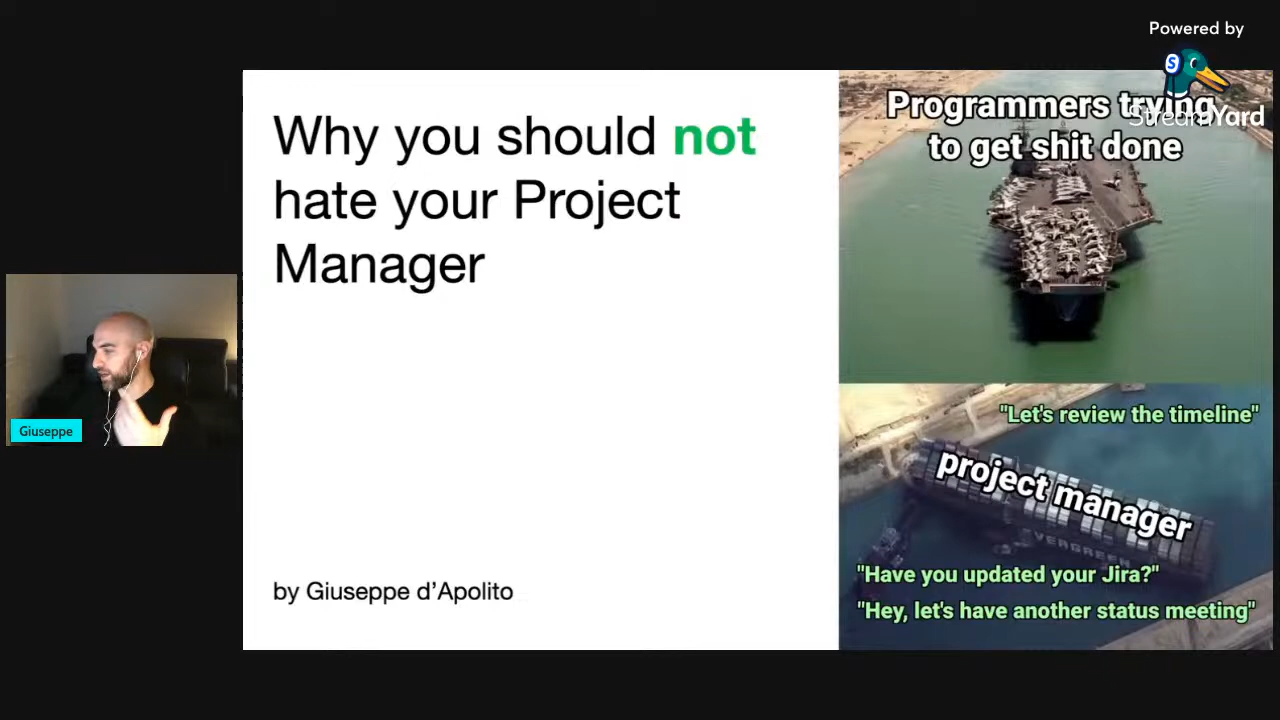 Powered by
StreamYard
Why you should not
hate your Project
Manager
by Giuseppe d’Apolito
Giuseppe
Programmers trying
to get shit done
"Let's review the timeline"
project manager
VERGREEN
"Have you updated your Jira?"
"Hey, let's have another status meeting"